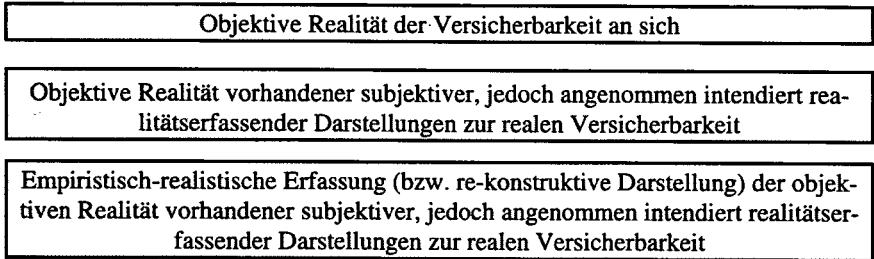 Objektive Realität der Versicherbarkeit an sich
Objektive Realität vorhandener subjektiver, jedoch angenommen intendiert rea-
litätserfassender Darstellungen zur realen Versicherbarkeit
Empiristisch-realistische Erfassung (bzw. re-konstruktive Darstellung) der objek-
tiven Realität vorhandener subjektiver, jedoch angenommen intendiert realitätser-
fassender Darstellungen zur realen Versicherbarkeit